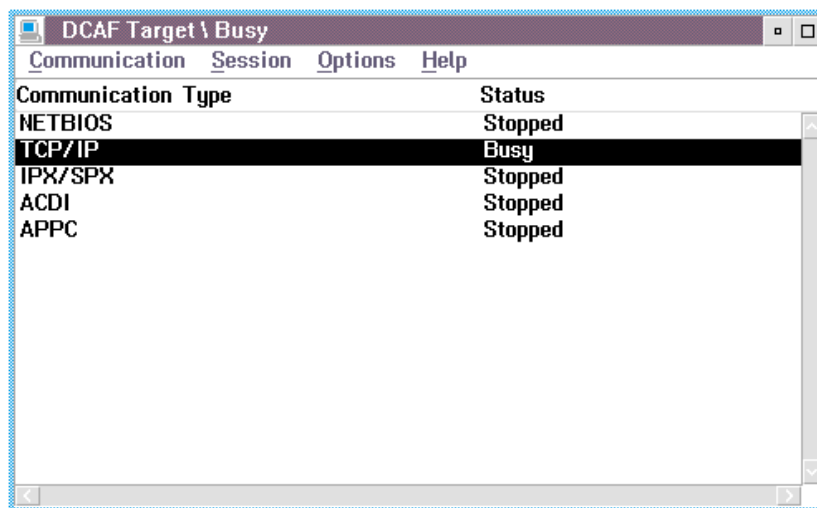 DCAF Target \ Busy
Communication Session Options Help
Communication Type Status
NETBIOS Stopped
TCP/IP Busy
IPX/SPX Stopped
ACDI Stopped
APPC Stopped